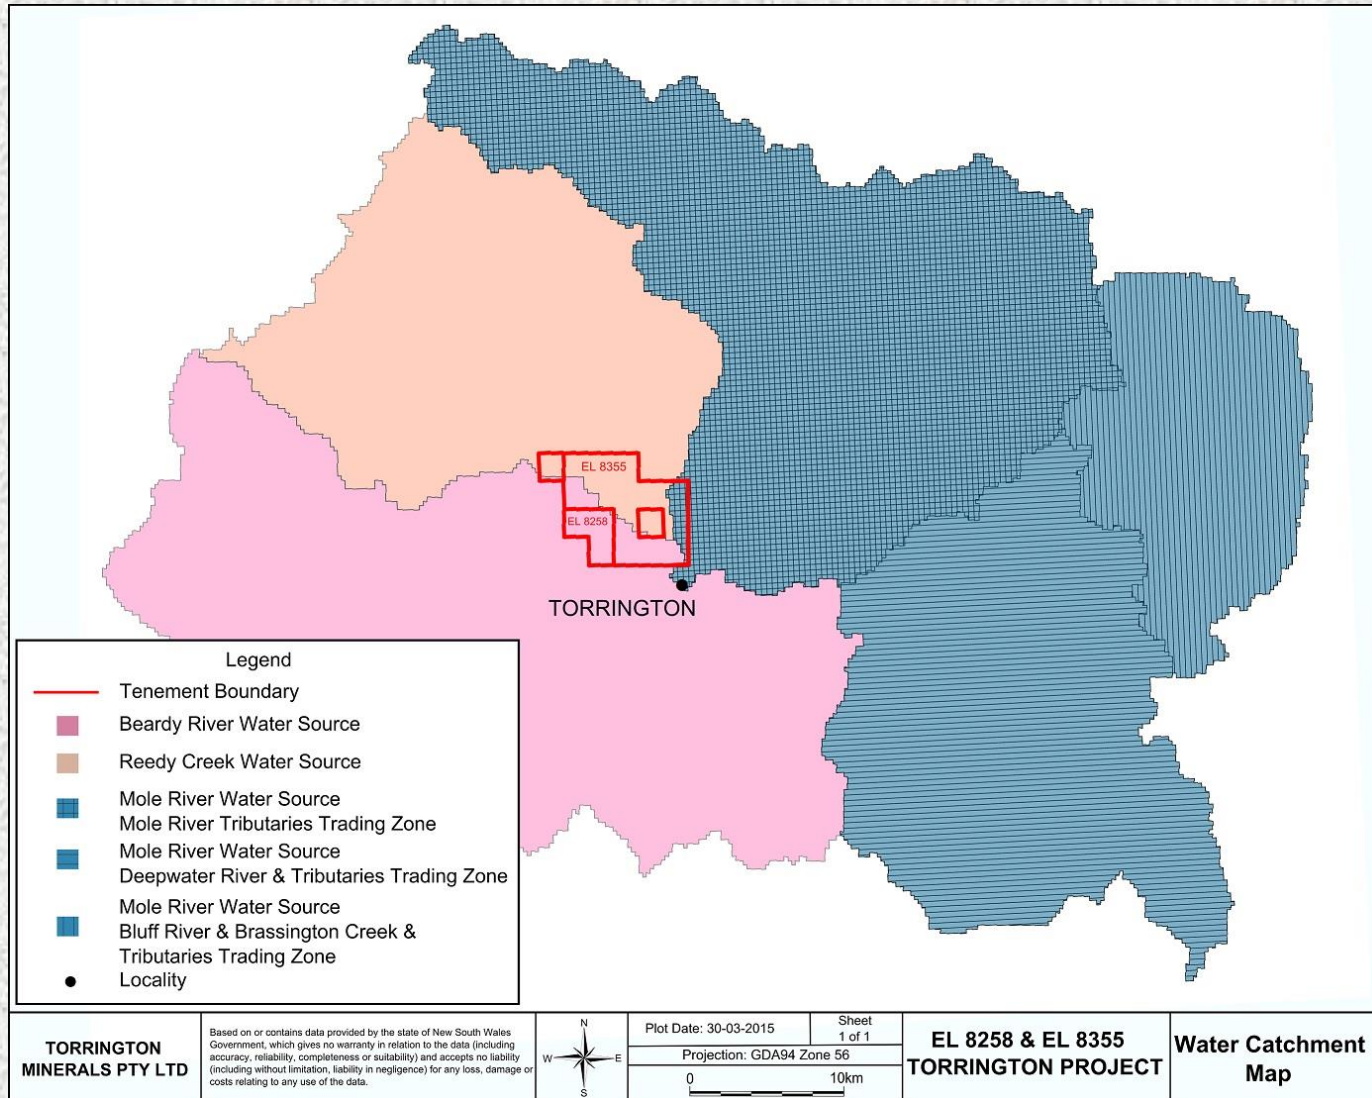 EL 8355
EL 8258
TORRINGTON
Legend
Tenement Boundary
Beardy River Water Source
Reedy Creek Water Source
Mole River Water Source
Mole River Tributaries Trading Zone
Mole River Water Source
Deepwater River & Tributaries Trading Zone
Mole River Water Source
Bluff River & Brassington Creek &
Tributaries Trading Zone
Locality
TORRINGTON
MINERALS PTY LTD
Based on or contains data provided by the state of New South Wales
Government, which gives no warranty in relation to the data (including
accuracy, reliability, completeness or suitability) and accepts no liability
(including without limitation, liability in negligence) for any loss, damage or
costs relating to any use of the data.
N
W E
S
Plot Date: 30-03-2015
Sheet
1 of 1
Projection: GDA94 Zone 56
0 10km
EL 8258 & EL 8355
TORRINGTON PROJECT
Water Catchment
Map